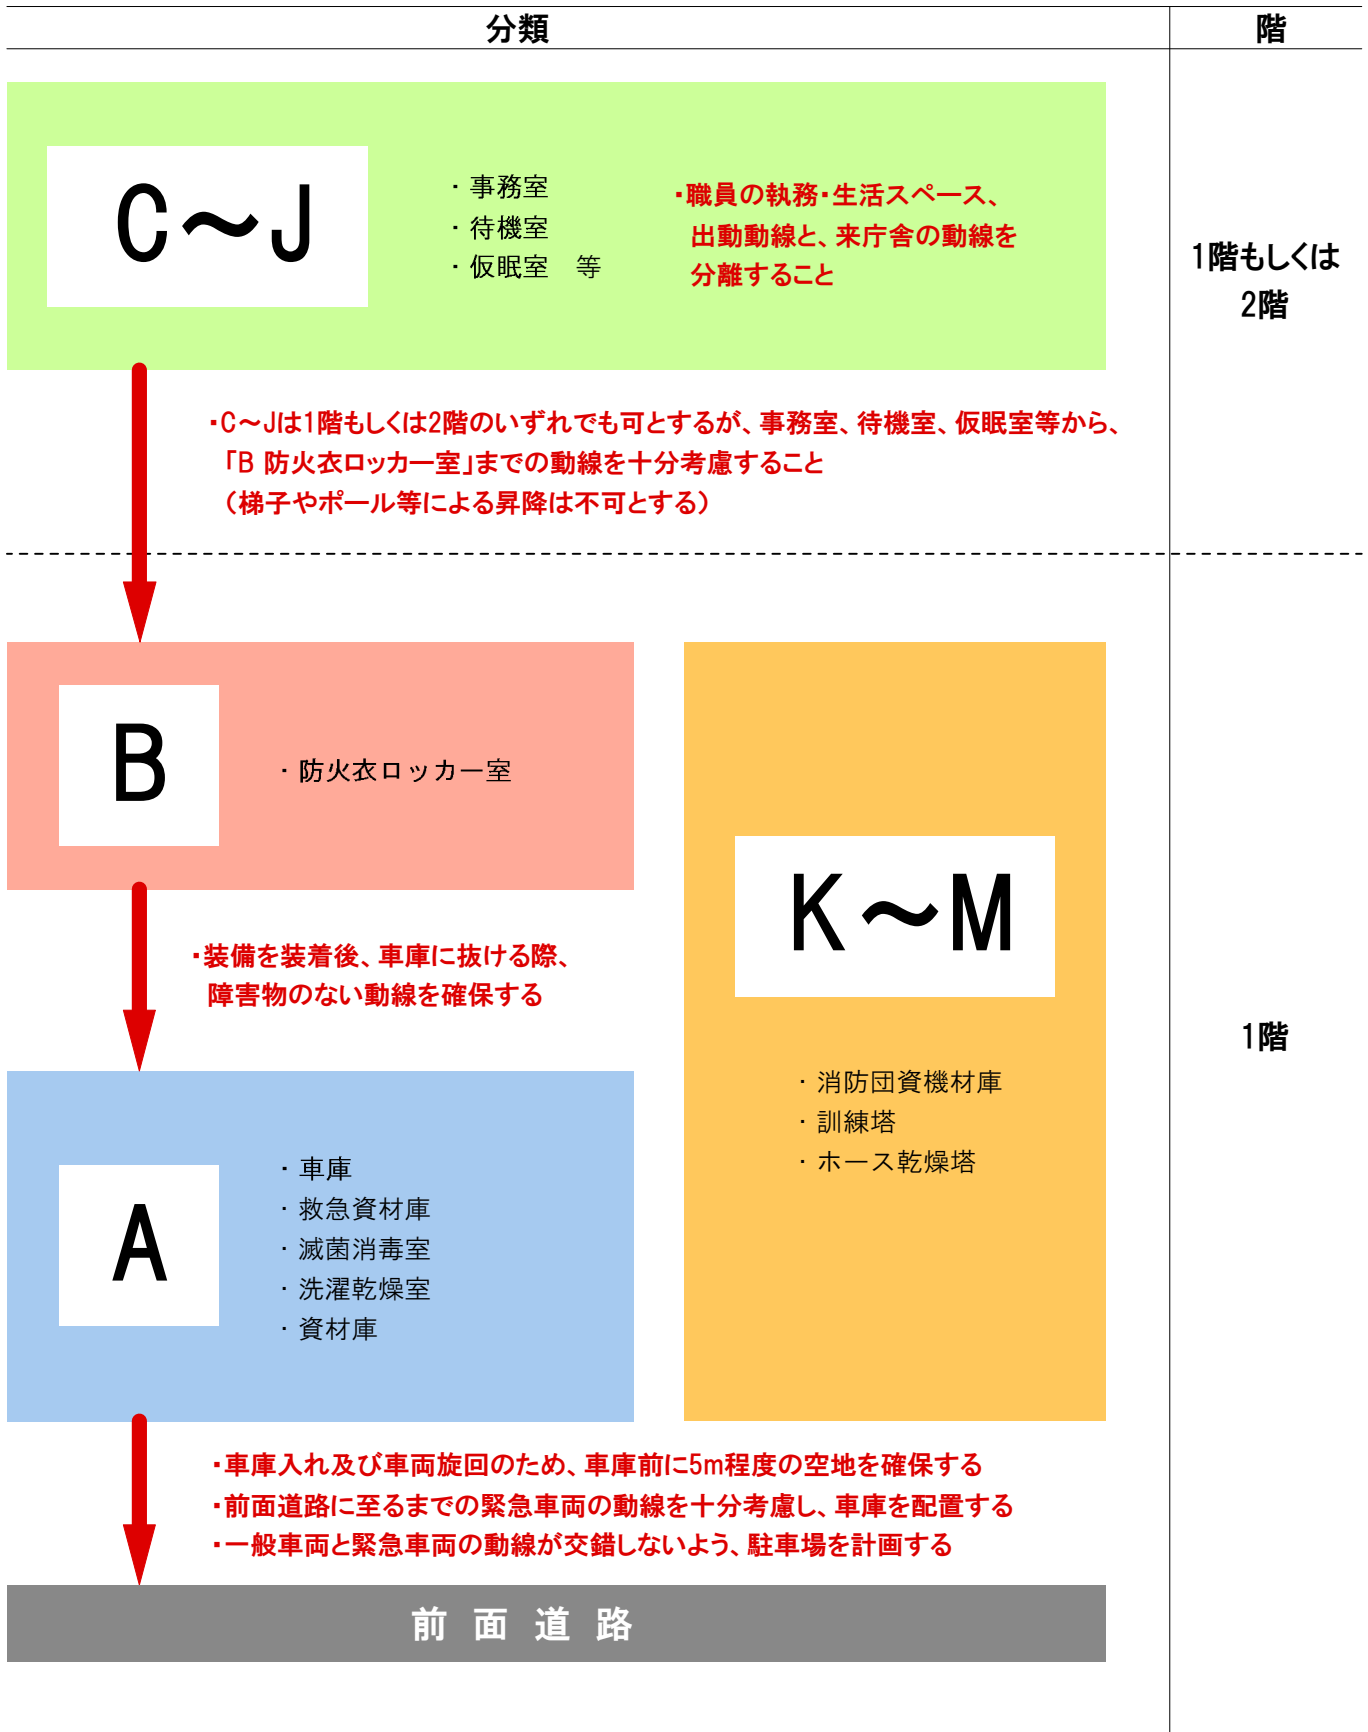 分類
階
C～J
・事務室
・待機室
・仮眠室　等
・職員の執務・生活スペース、
出動動線と、来庁舎の動線を
分離すること
1階もしくは
2階
・C～Jは1階もしくは2階のいずれでも可とするが、事務室、待機室、仮眠室等から、
「B 防火衣ロッカー室」までの動線を十分考慮すること
（梯子やポール等による昇降は不可とする）
B
・防火衣ロッカー室
・装備を装着後、車庫に抜ける際、
障害物のない動線を確保する
K～M
・消防団資機材庫
・訓練塔
・ホース乾燥塔
1階
A
・車庫
・救急資材庫
・滅菌消毒室
・洗濯乾燥室
・資材庫
・車庫入れ及び車両旋回のため、車庫前に5m程度の空地を確保する
・前面道路に至るまでの緊急車両の動線を十分考慮し、車庫を配置する
・一般車両と緊急車両の動線が交錯しないよう、駐車場を計画する
前 面 道 路